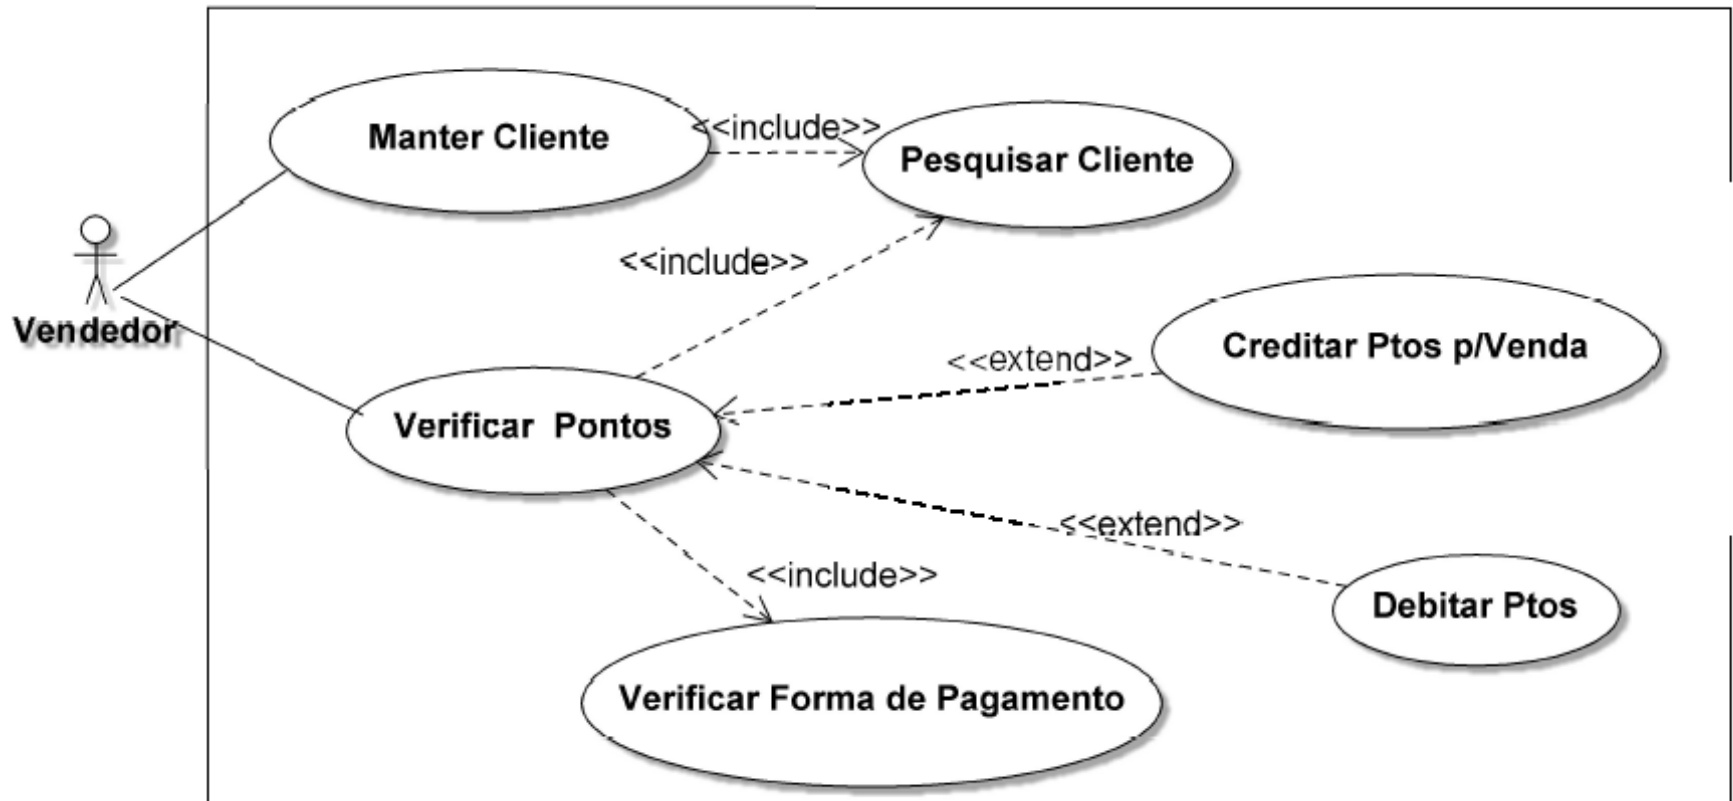 Manter Cliente
<<include>>
Pesquisar Cliente
<<include>>
Vendedor
Creditar Ptos p/Venda
<<extend>>
Verificar Pontos
<<extend>>
<<include>>
Debitar Ptos
Verificar Forma de Pagamento